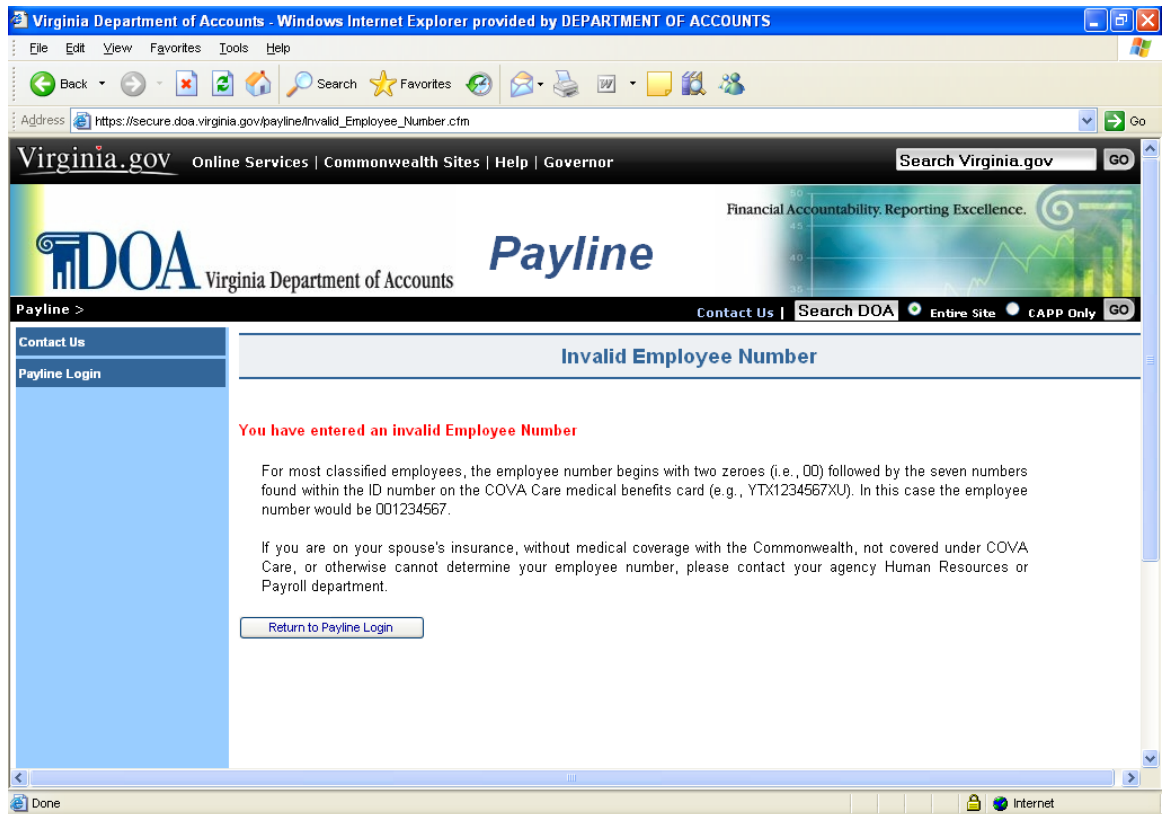 Virginia Department of Accounts - Windows Internet Explorer provided by DEPARTMENT OF ACCOUNTS
File Edit View Favorites Tools Help
Back Search Favorites
Address https://secure.doa.virginia.gov/payline/Invalid_Employee_Number.cfm Go
Virginia.gov Online Services | Commonwealth Sites | Help | Governor Search Virginia.gov GO
Financial Accountability. Reporting Excellence.
50
45
40
35
DOA Virginia Department of Accounts
Payline
Payline > Contact Us | Search DOA Entire Site CAPP Only GO
Contact Us
Payline Login
Invalid Employee Number
You have entered an invalid Employee Number
For most classified employees, the employee number begins with two zeroes (i.e., 00) followed by the seven numbers
found within the ID number on the COVA Care medical benefits card (e.g., YTX1234567XU). In this case the employee
number would be 001234567.
If you are on your spouse's insurance, without medical coverage with the Commonwealth, not covered under COVA
Care, or otherwise cannot determine your employee number, please contact your agency Human Resources or
Payroll department.
Return to Payline Login
Done Internet